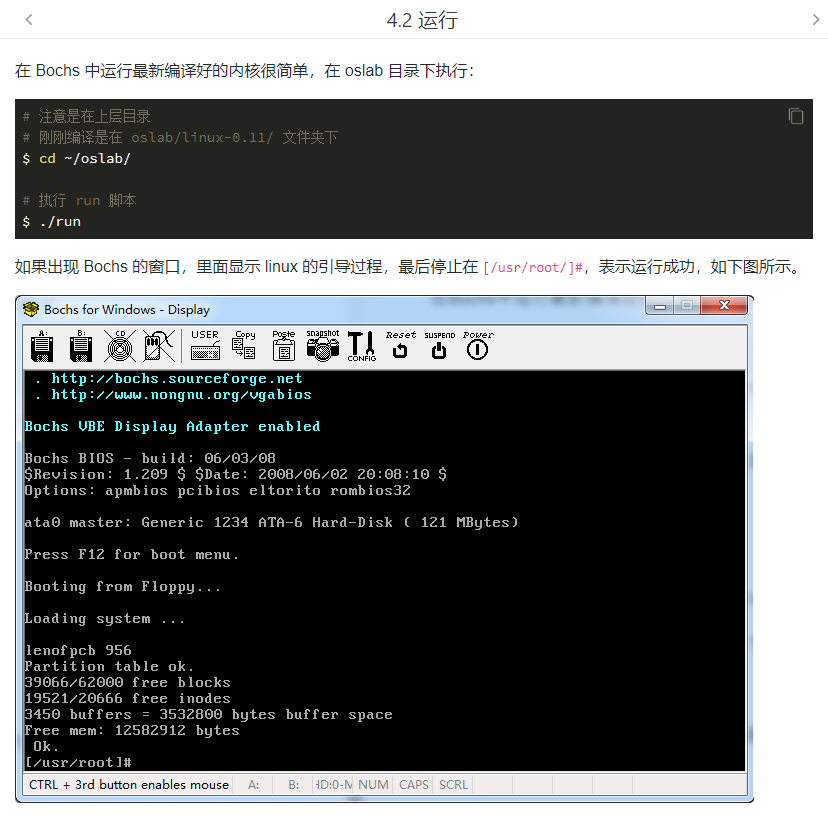 4.2 运行
在 Bochs 中运行最新编译好的内核很简单，在 oslab 目录下执行：
# 注意是在上层目录
# 刚刚编译是在 oslab/linux-0.11/ 文件夹下
$ cd ~/oslab/
# 执行 run 脚本
$ ./run
如果出现 Bochs 的窗口，里面显示 linux 的引导过程，最后停止在 [/usr/root/]#，表示运行成功，如下图所示。
Bochs for Windows - Display
A: B: CD USER Copy Paste snapshot CONFIG Reset SUSPEND Power
. http://bochs.sourceforge.net
. http://www.nongnu.org/vgabios
Bochs VBE Display Adapter enabled
Bochs BIOS - build: 06/03/08
$Revision: 1.209 $ $Date: 2008/06/02 20:08:10 $
Options: apmbios pcibios eltorito rombios32
ata0 master: Generic 1234 ATA-6 Hard-Disk ( 121 MBytes)
Press F12 for boot menu.
Booting from Floppy...
Loading system ...
lenofpcb 956
Partition table ok.
39066/62000 free blocks
19521/20666 free inodes
3450 buffers = 3532800 bytes buffer space
Free mem: 12582912 bytes
Ok.
[/usr/root]#
CTRL + 3rd button enables mouse A: B: HD:0-M NUM CAPS SCRL